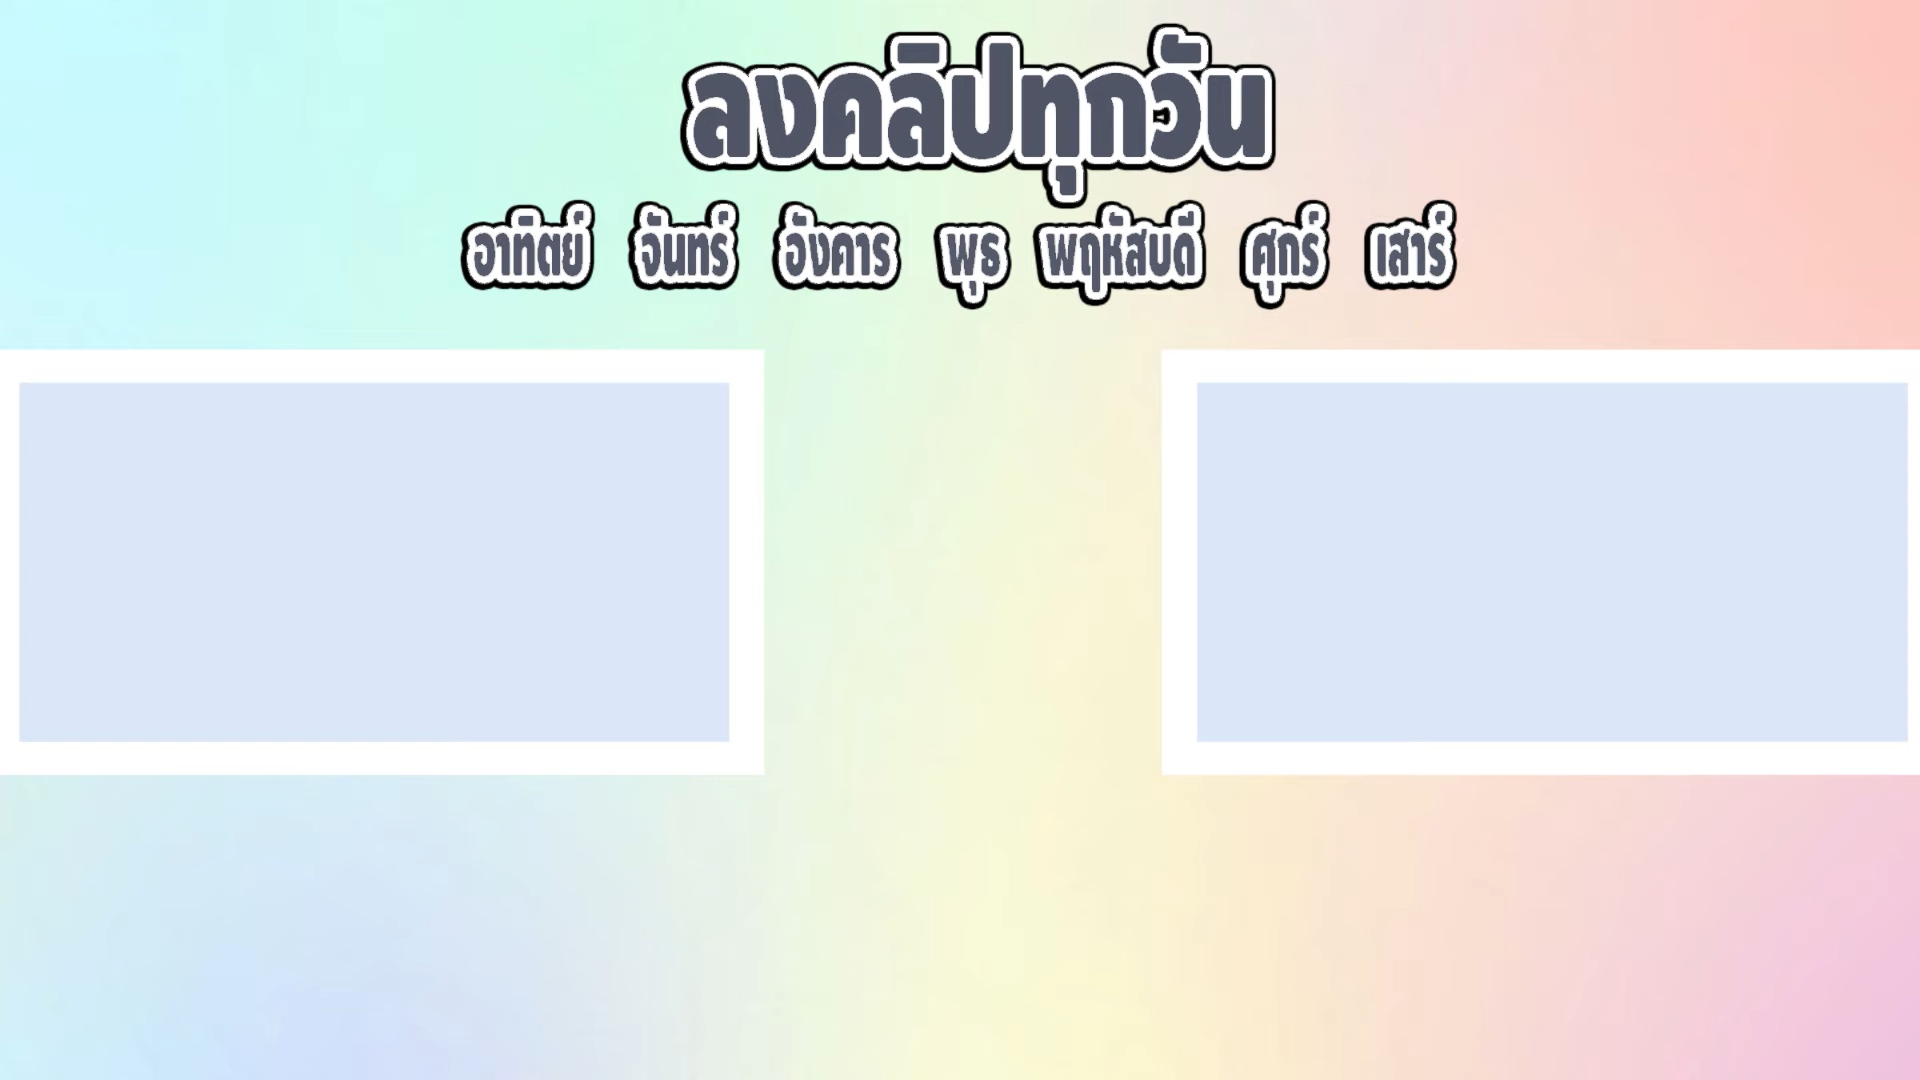 ลงคลิปทุกวัน
อาทิตย์ จันทร์ อังคาร พุธ พฤหัสบดี ศุกร์ เสาร์